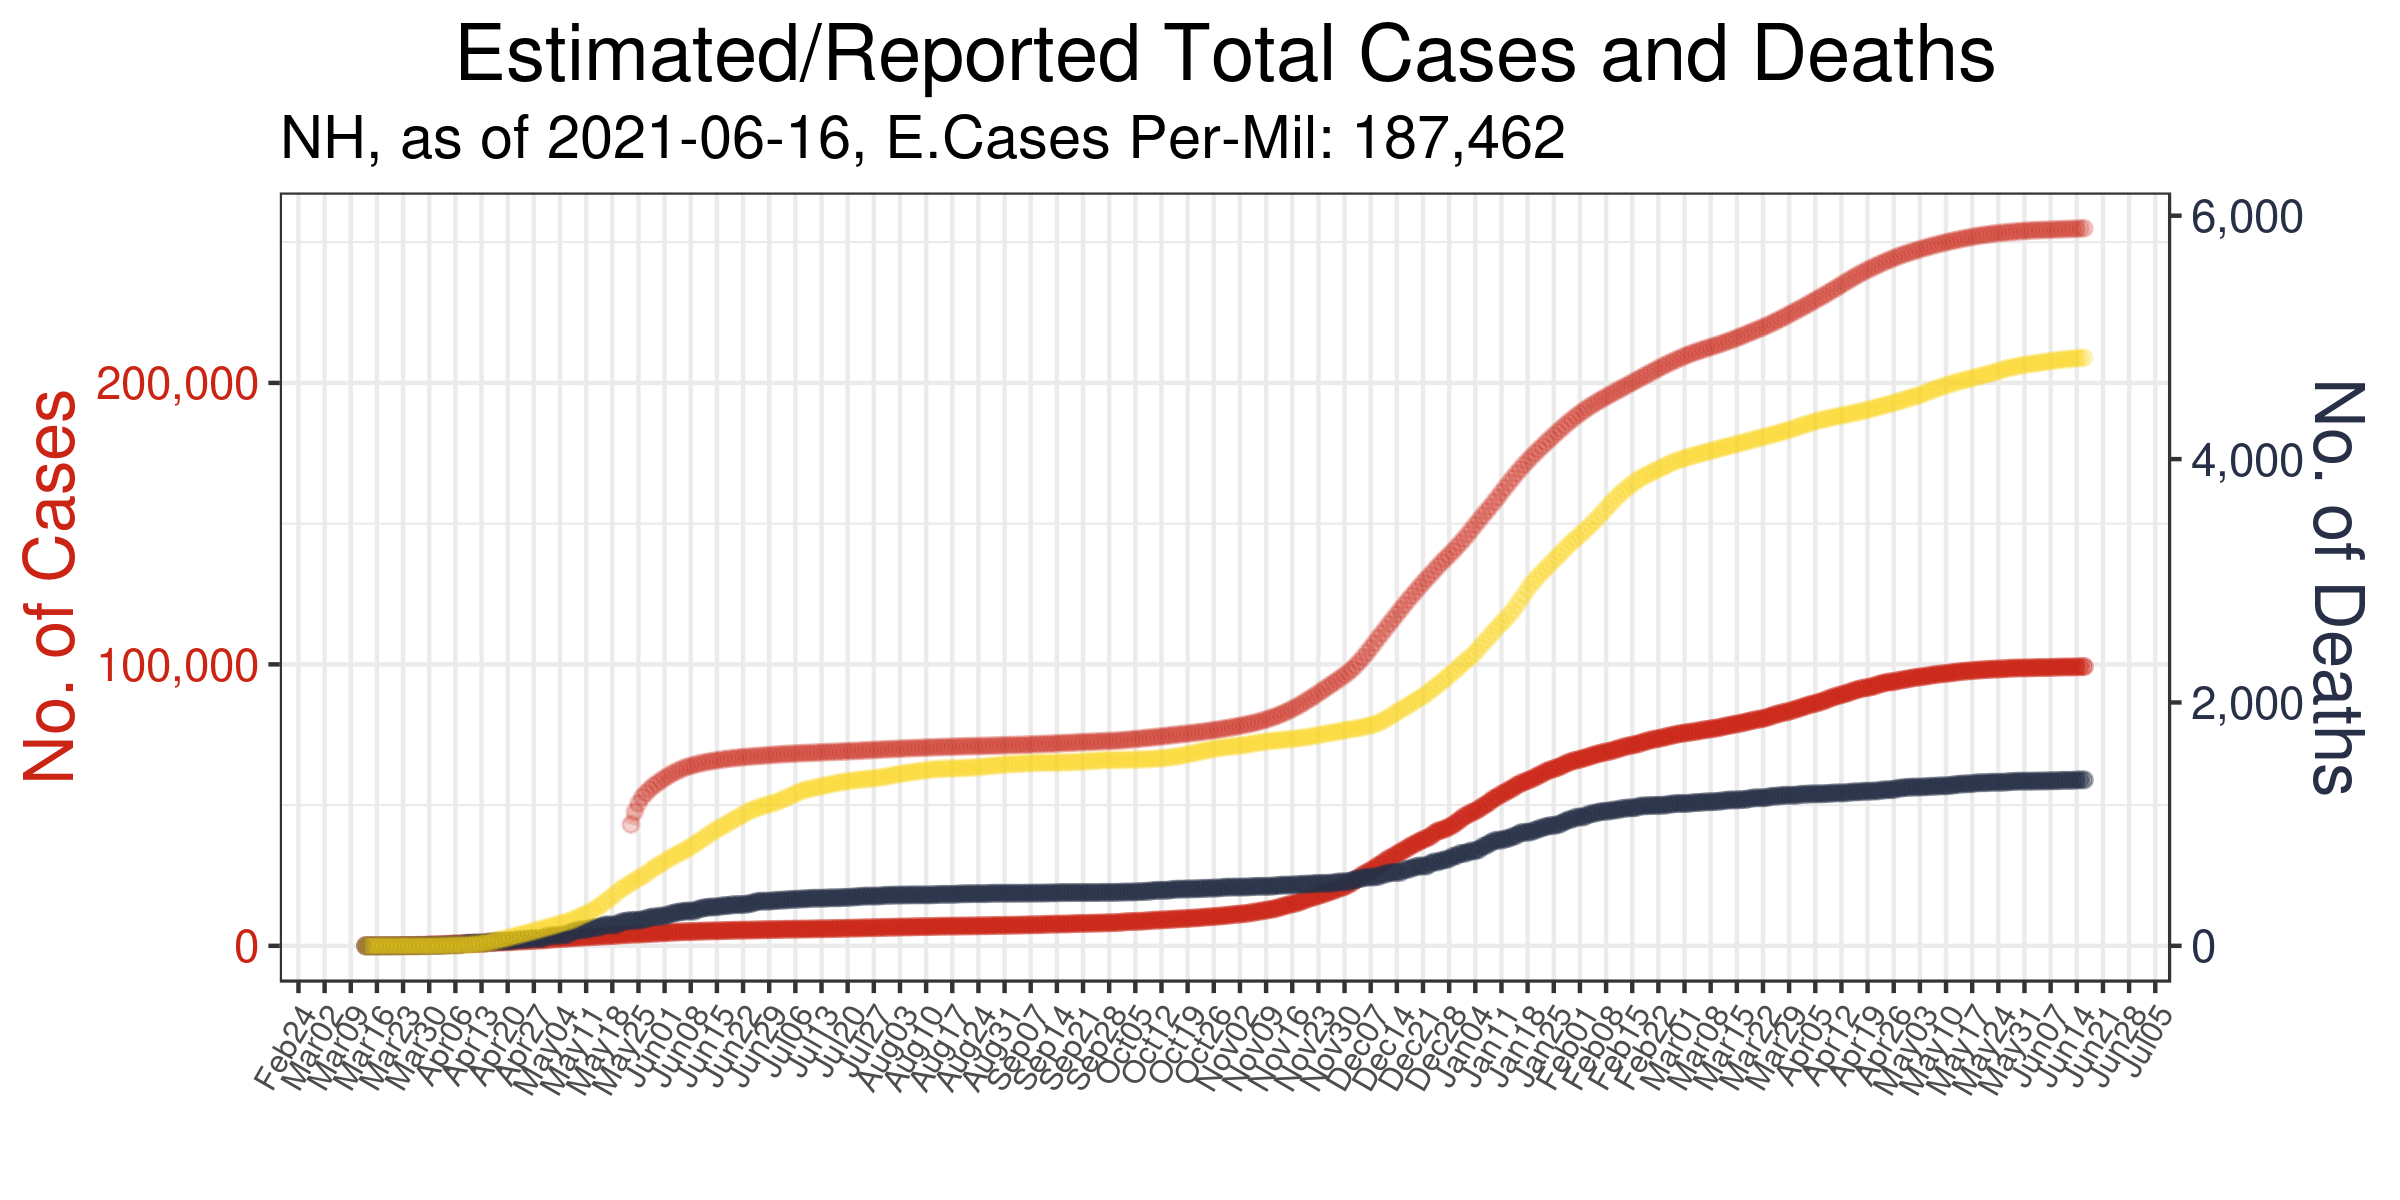 Estimated/Reported Total Cases and Deaths
NH, as of 2021-06-16, E.Cases Per-Mil: 187,462
No. of Cases
200,000
100,000
0
6,000
4,000
2,000
0
No. of Deaths
Feb24
Mar02
Mar09
Mar16
Mar23
Mar30
Apr06
Apr13
Apr20
Apr27
May04
May11
May18
May25
Jun01
Jun08
Jun15
Jun22
Jun29
Jul06
Jul13
Jul20
Jul27
Aug03
Aug10
Aug17
Aug24
Aug31
Sep07
Sep14
Sep21
Sep28
Oct05
Oct12
Oct19
Oct26
Nov02
Nov09
Nov16
Nov23
Nov30
Dec07
Dec14
Dec21
Dec28
Jan04
Jan11
Jan18
Jan25
Feb01
Feb08
Feb15
Feb22
Mar01
Mar08
Mar15
Mar22
Mar29
Apr05
Apr12
Apr19
Apr26
May03
May10
May17
May24
May31
Jun07
Jun14
Jun21
Jun28
Jul05